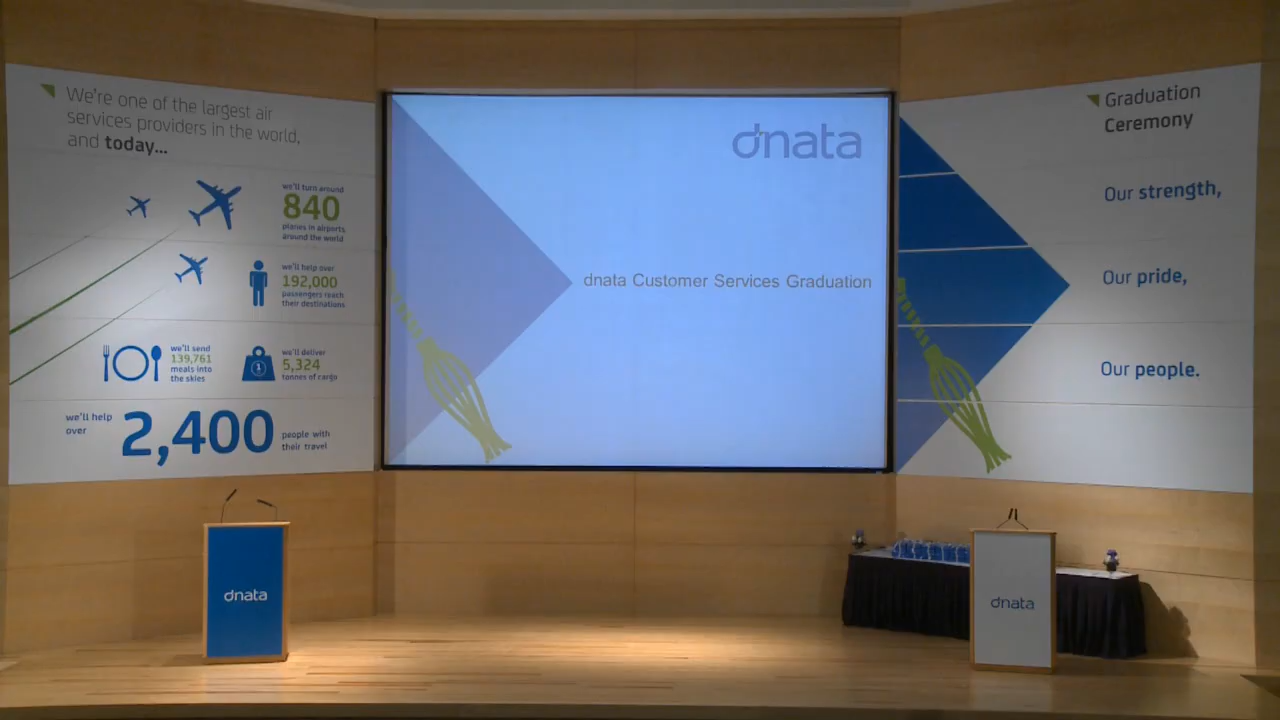 We're one of the largest air
services providers in the world,
and today...
we'll turn around
840
planes in airports
around the world
we'll help over
192,000
passengers reach
their destinations
we'll send
139,761
meals into
the skies
1
we'll deliver
5,324
tonnes of cargo
we'll help
over
2,400
people with
their travel
dnata
dnata Customer Services Graduation
Graduation
Ceremony
Our strength,
Our pride,
Our people.
dnata
dnata